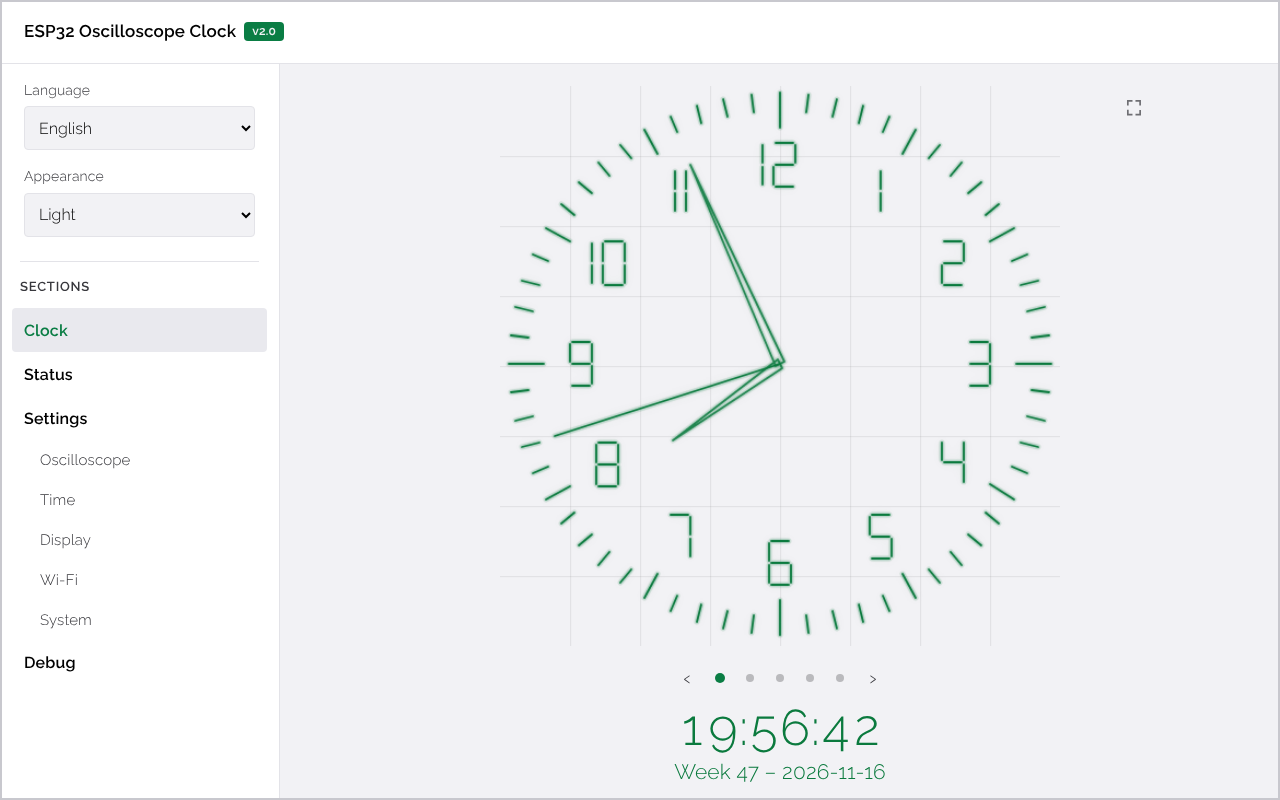 ESP32 Oscilloscope Clock v2.0
Language
English
Appearance
Light
SECTIONS
Clock
Status
Settings
Oscilloscope
Time
Display
Wi-Fi
System
Debug
12
11
1
10
2
9
3
8
4
7
5
6
< >
19:56:42
Week 47 – 2026-11-16